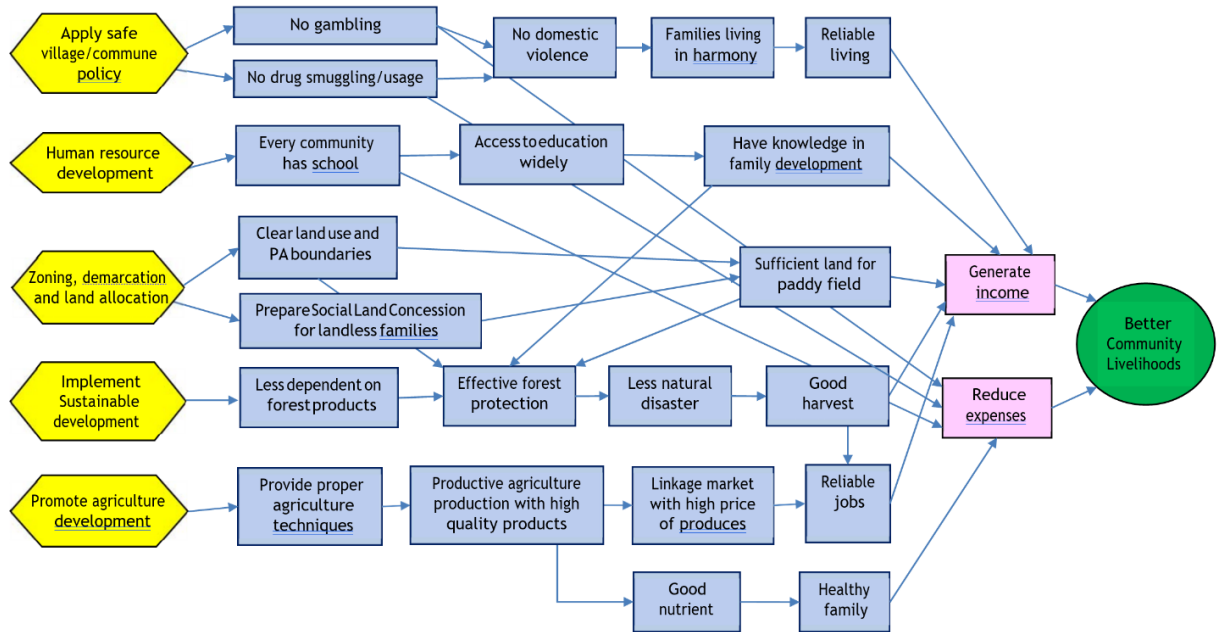 Apply safe
village/commune
policy
No gambling
No drug smuggling/usage
No domestic
violence
Families living
in harmony
Reliable
living
Human resource
development
Every community
has school
Access to education
widely
Have knowledge in
family development
Zoning, demarcation
and land allocation
Clear land use and
PA boundaries
Prepare Social Land Concession
for landless families
Sufficient land for
paddy field
Generate
income
Better
Community
Livelihoods
Implement
Sustainable
development
Less dependent on
forest products
Effective forest
protection
Less natural
disaster
Good
harvest
Reduce
expenses
Promote agriculture
development
Provide proper
agriculture
techniques
Productive agriculture
production with high
quality products
Linkage market
with high price
of produces
Reliable
jobs
Good
nutrient
Healthy
family